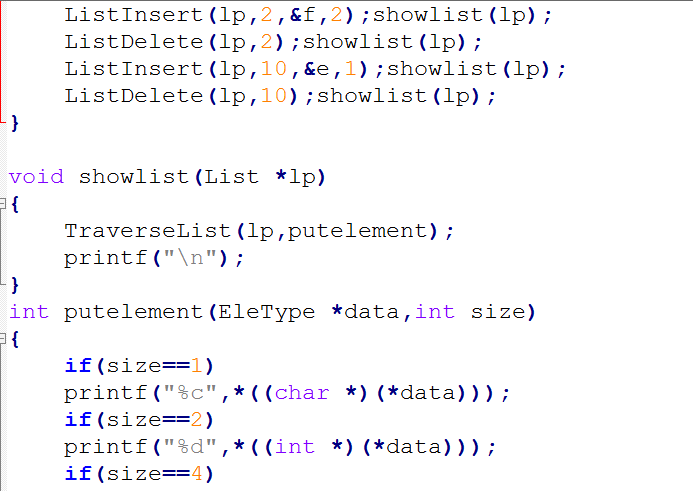 ListInsert(lp,2,&f,2);showlist(lp);
ListDelete(lp,2);showlist(lp);
ListInsert(lp,10,&e,1);showlist(lp);
ListDelete(lp,10);showlist(lp);
}
void showlist(List *lp)
{
TraverseList(lp,putelement);
printf("\n");
}
int putelement(EleType *data,int size)
{
if(size==1)
printf("%c",*((char *)(*data)));
if(size==2)
printf("%d",*((int *)(*data)));
if(size==4)